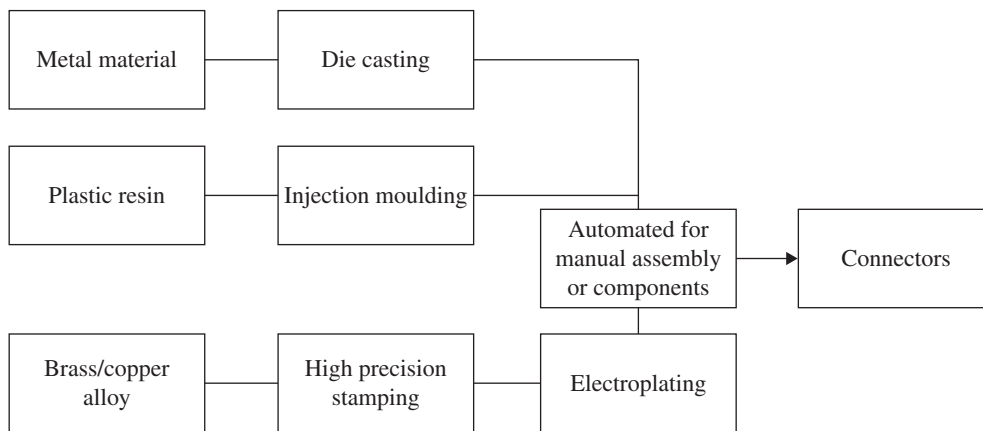 Metal material
Die casting
Plastic resin
Injection moulding
Automated for
manual assembly
or components
Connectors
Brass/copper
alloy
High precision
stamping
Electroplating